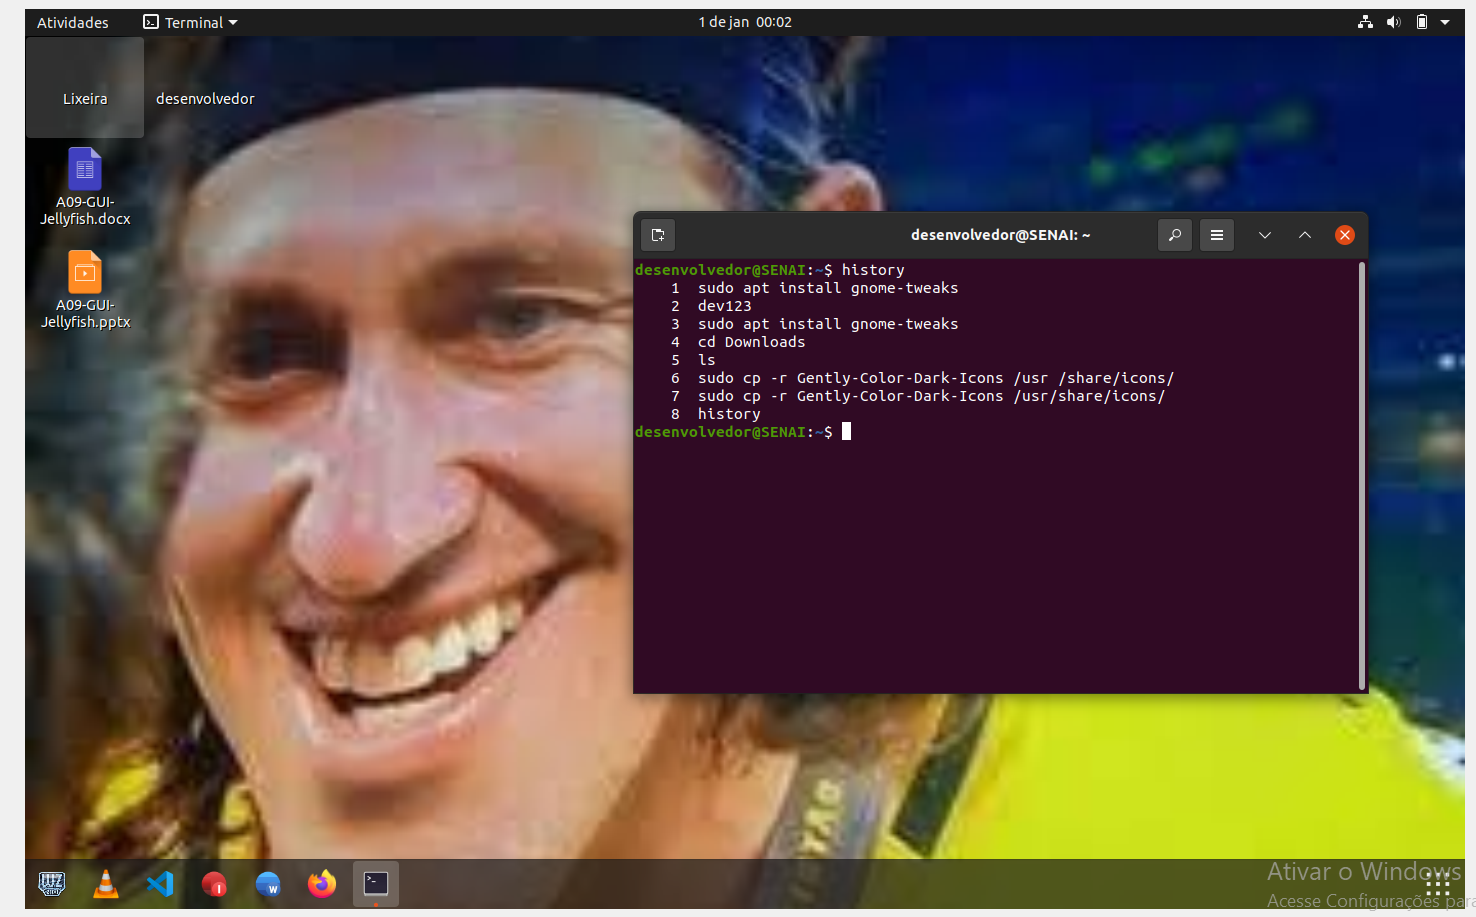 Atividades
Terminal
1 de jan 00:02
Lixeira
desenvolvedor
A09-GUI-
Jellyfish.docx
A09-GUI-
Jellyfish.pptx
desenvolvedor@SENAI: ~
desenvolvedor@SENAI:~$ history
1 sudo apt install gnome-tweaks
2 dev123
3 sudo apt install gnome-tweaks
4 cd Downloads
5 ls
6 sudo cp -r Gently-Color-Dark-Icons /usr /share/icons/
7 sudo cp -r Gently-Color-Dark-Icons /usr/share/icons/
8 history
desenvolvedor@SENAI:~$
Ativar o Windows
Acesse Configurações para